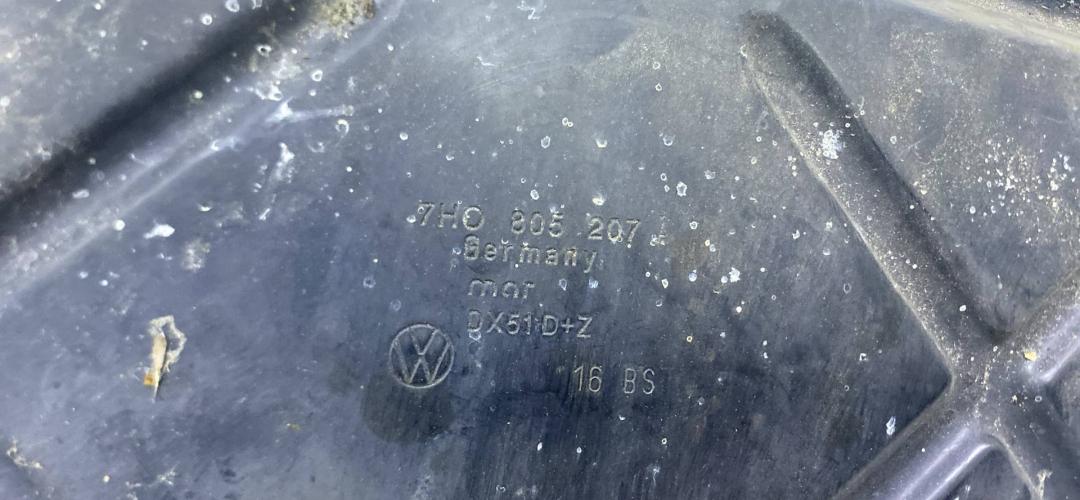 7H0 805 207
Germany
mar
DX51D+Z
16 BS